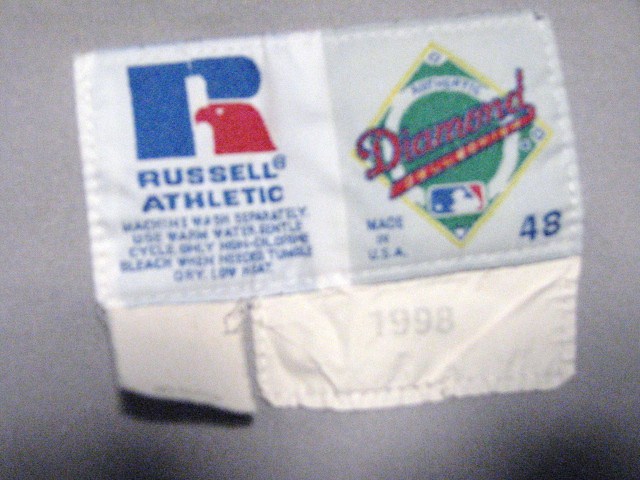 RUSSELL®
ATHLETIC
MACHINE WASH SEPARATELY.
USE WARM WATER, GENTLE
CYCLE. ONLY NON-CHLORINE
BLEACH WHEN NEEDED. TUMBLE
DRY. LOW HEAT.
AUTHENTIC
Diamond
COLLECTION
MADE
IN
U.S.A.
48
1998